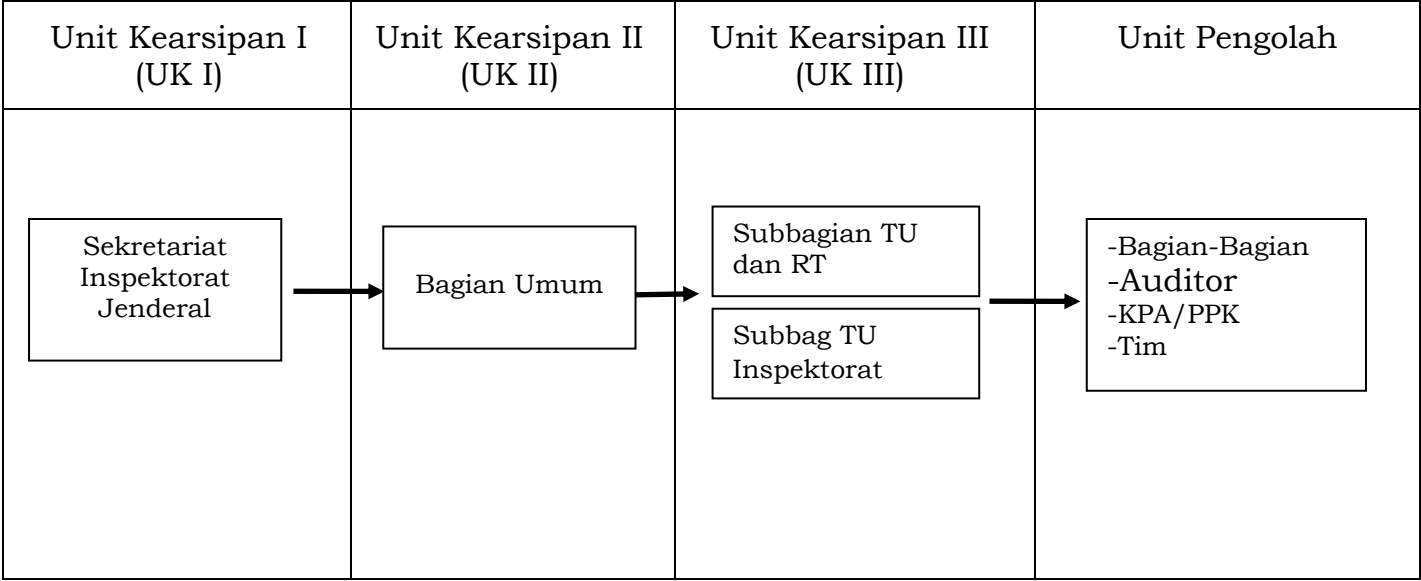 Unit Kearsipan I
(UK I)
Unit Kearsipan II
(UK II)
Unit Kearsipan III
(UK III)
Unit Pengolah
Sekretariat
Inspektorat
Jenderal
Bagian Umum
Subbagian TU
dan RT
Subbag TU
Inspektorat
-Bagian-Bagian
-Auditor
-KPA/PPK
-Tim